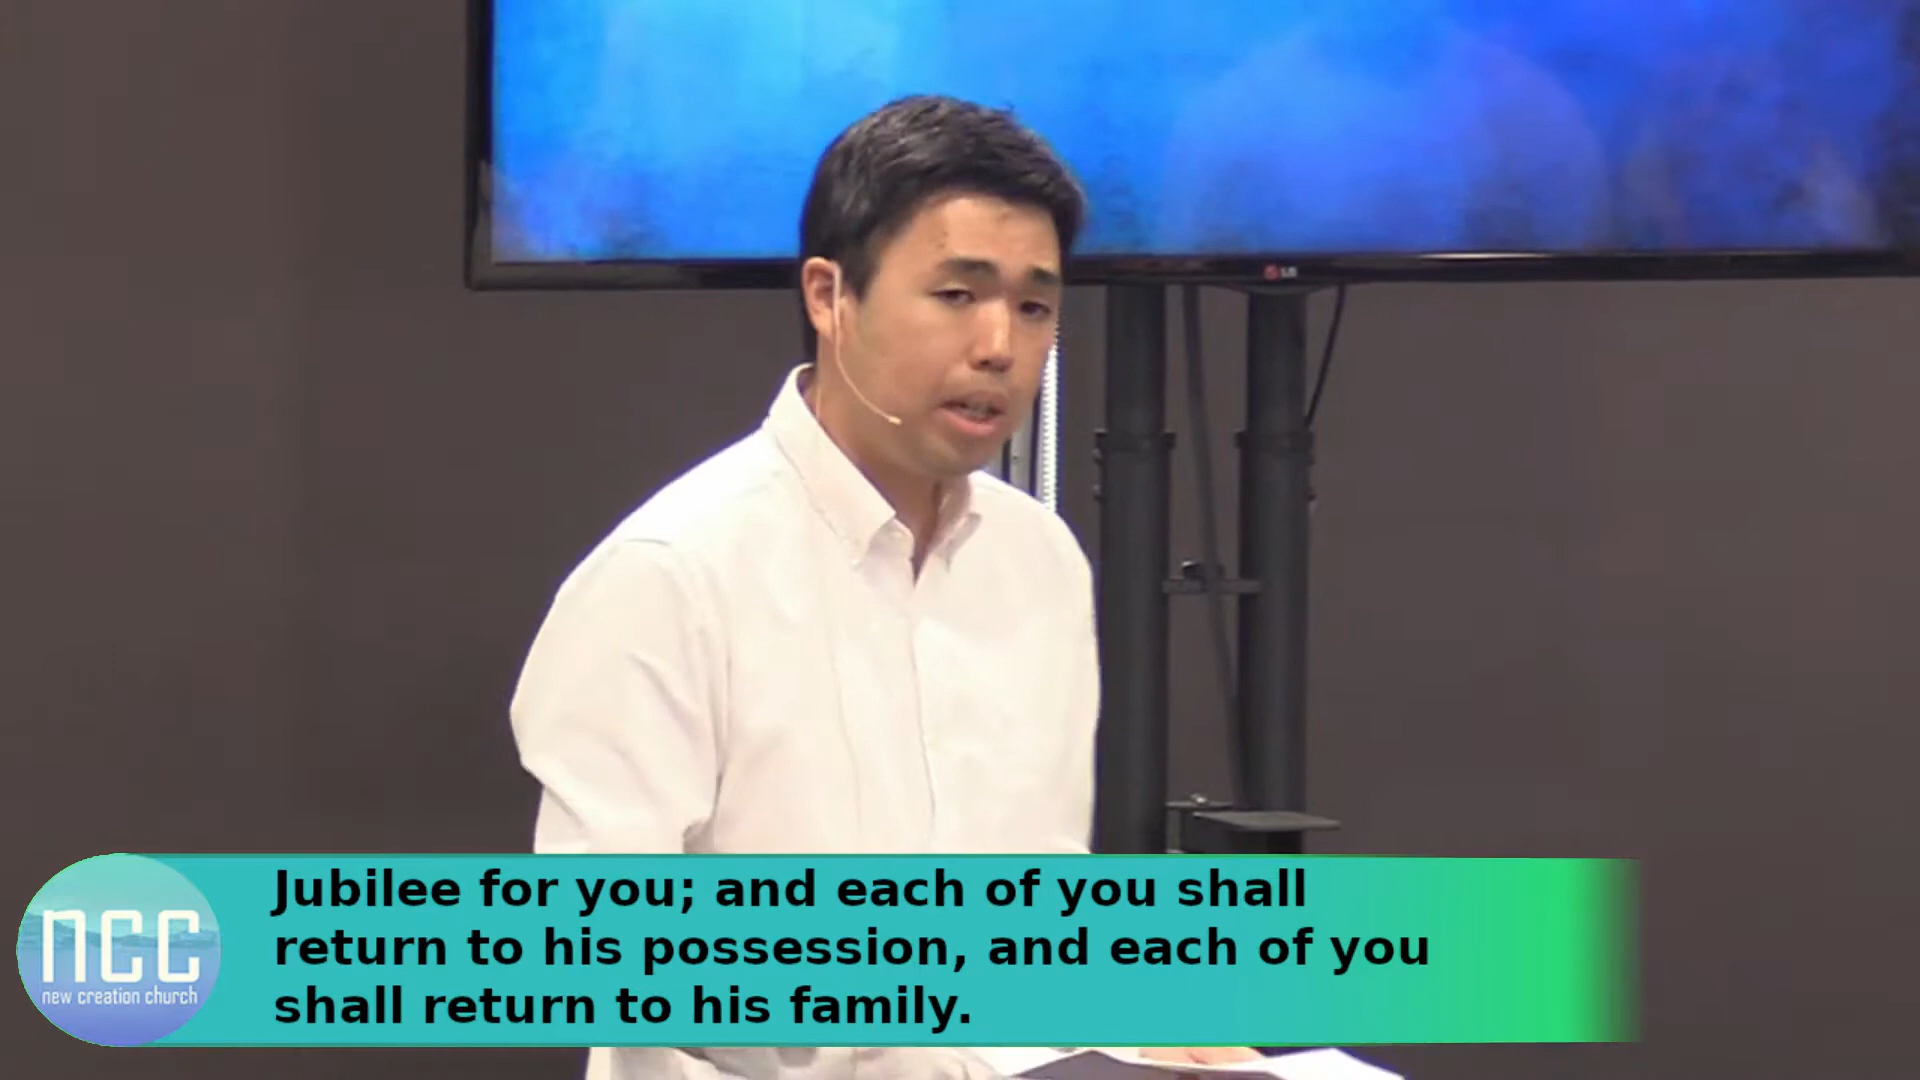 LG
Jubilee for you; and each of you shall
return to his possession, and each of you
shall return to his family.
ncc
new creation church